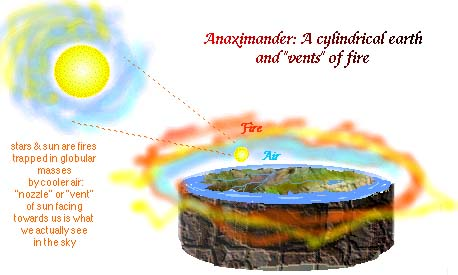 Anaximander: A cylindrical earth
and "vents" of fire
Fire
Air
stars & sun are fires
trapped in globular
masses
by cooler air:
"nozzle" or "vent"
of sun facing
towards us is what
we actually see
in the sky